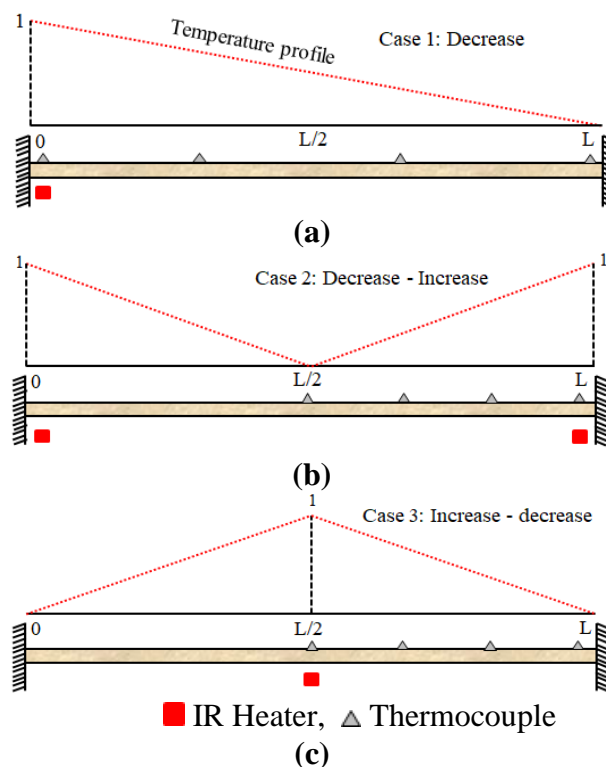 1
Temperature profile
Case 1: Decrease
0 L/2 L
(a)
1 1
Case 2: Decrease - Increase
0 L/2 L
(b)
1
Case 3: Increase - decrease
0 L/2 L
IR Heater, Thermocouple
(c)